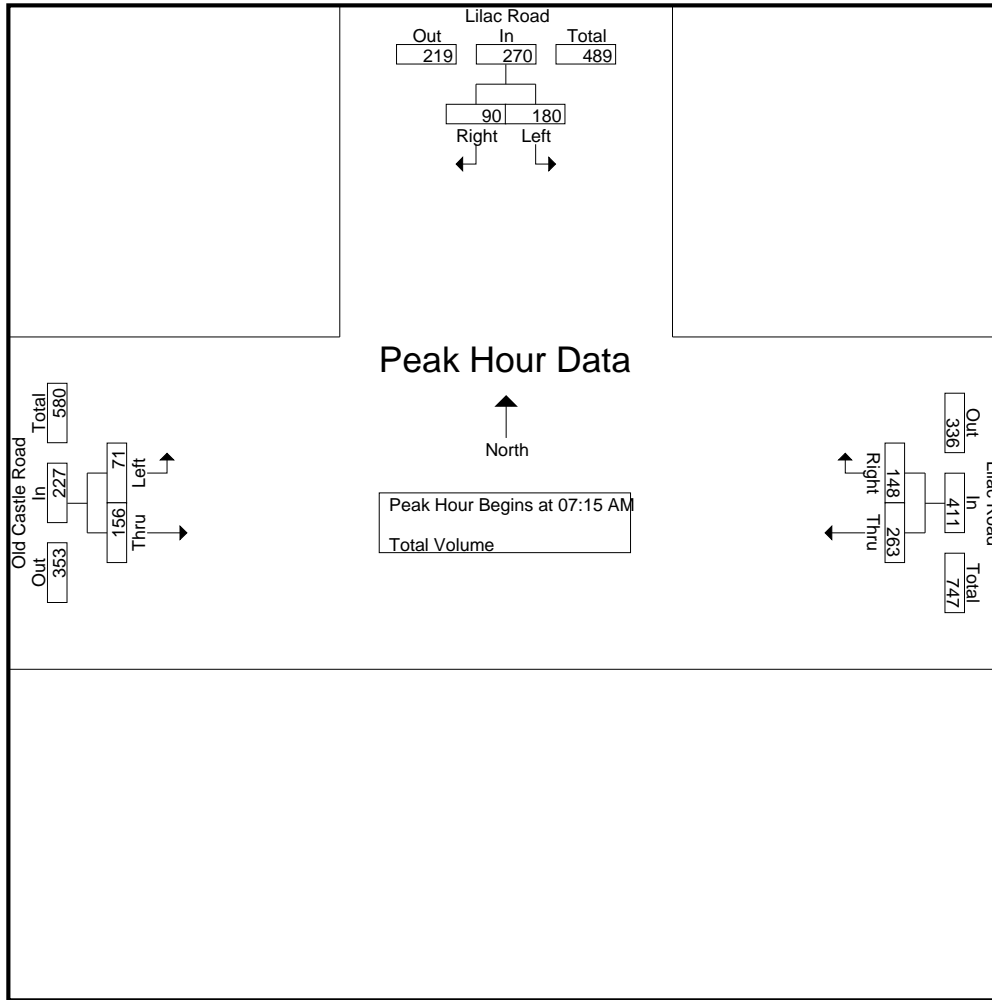 Lilac Road
Out In Total
219 270 489
90 180
Right Left
Peak Hour Data
North
Peak Hour Begins at 07:15 AM
Total Volume
Old Castle Road
Total In Out
580 227 353
71 156
Left Thru
Right Thru
148 263
Out In Total
336 411 747
Lilac Road